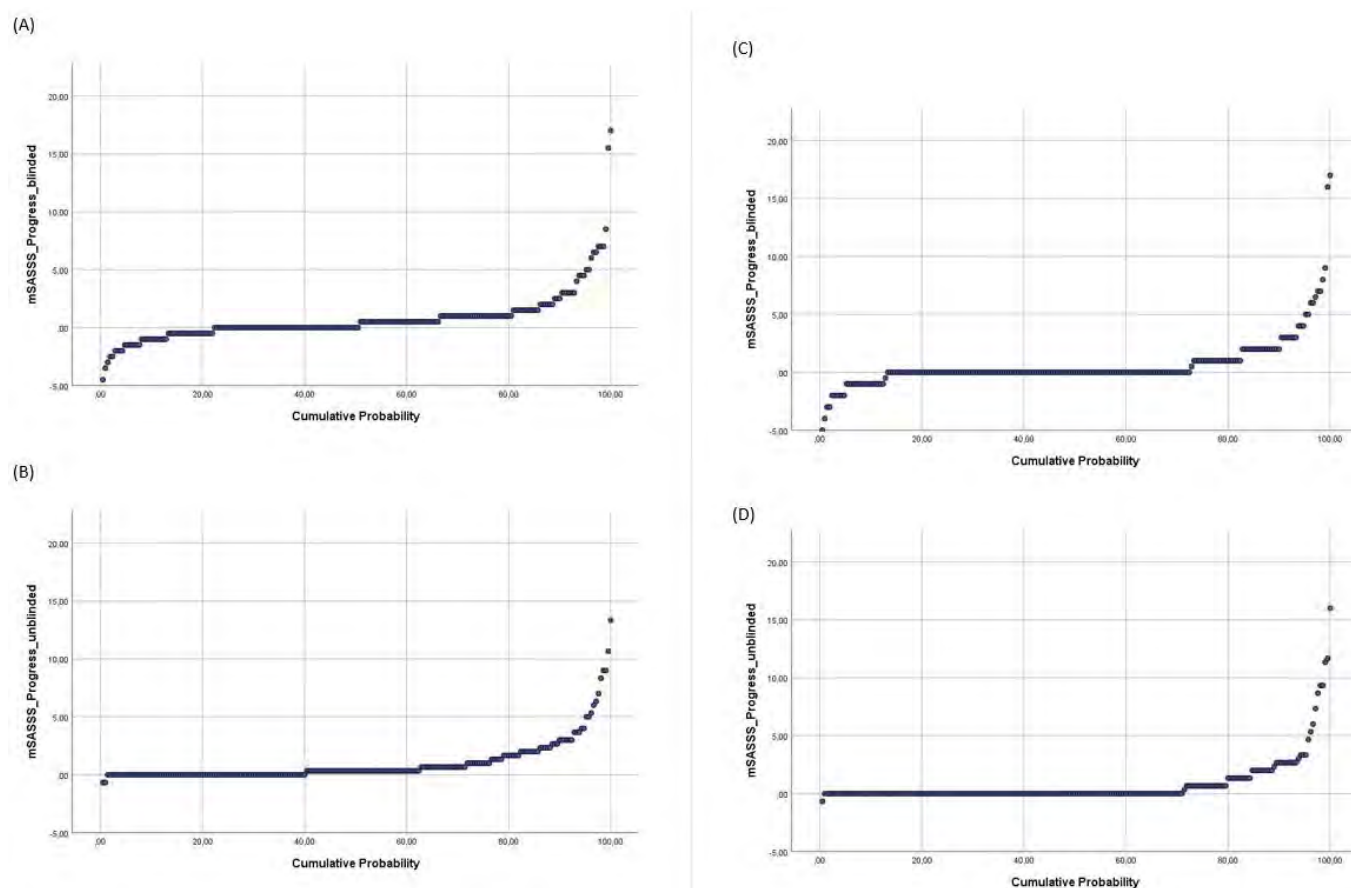 (A)
mSASSS_Progress_blinded
20,00
15,00
10,00
5,00
,00
-5,00
,00 20,00 40,00 60,00 80,00 100,00
Cumulative Probability
(B)
mSASSS_Progress_unblinded
20,00
15,00
10,00
5,00
,00
-5,00
,00 20,00 40,00 60,00 80,00 100,00
Cumulative Probability
(C)
mSASSS_Progress_blinded
20,00
15,00
10,00
5,00
,00
-5,00
,00 20,00 40,00 60,00 80,00 100,00
Cumulative Probability
(D)
mSASSS_Progress_unblinded
20,00
15,00
10,00
5,00
,00
-5,00
,00 20,00 40,00 60,00 80,00 100,00
Cumulative Probability